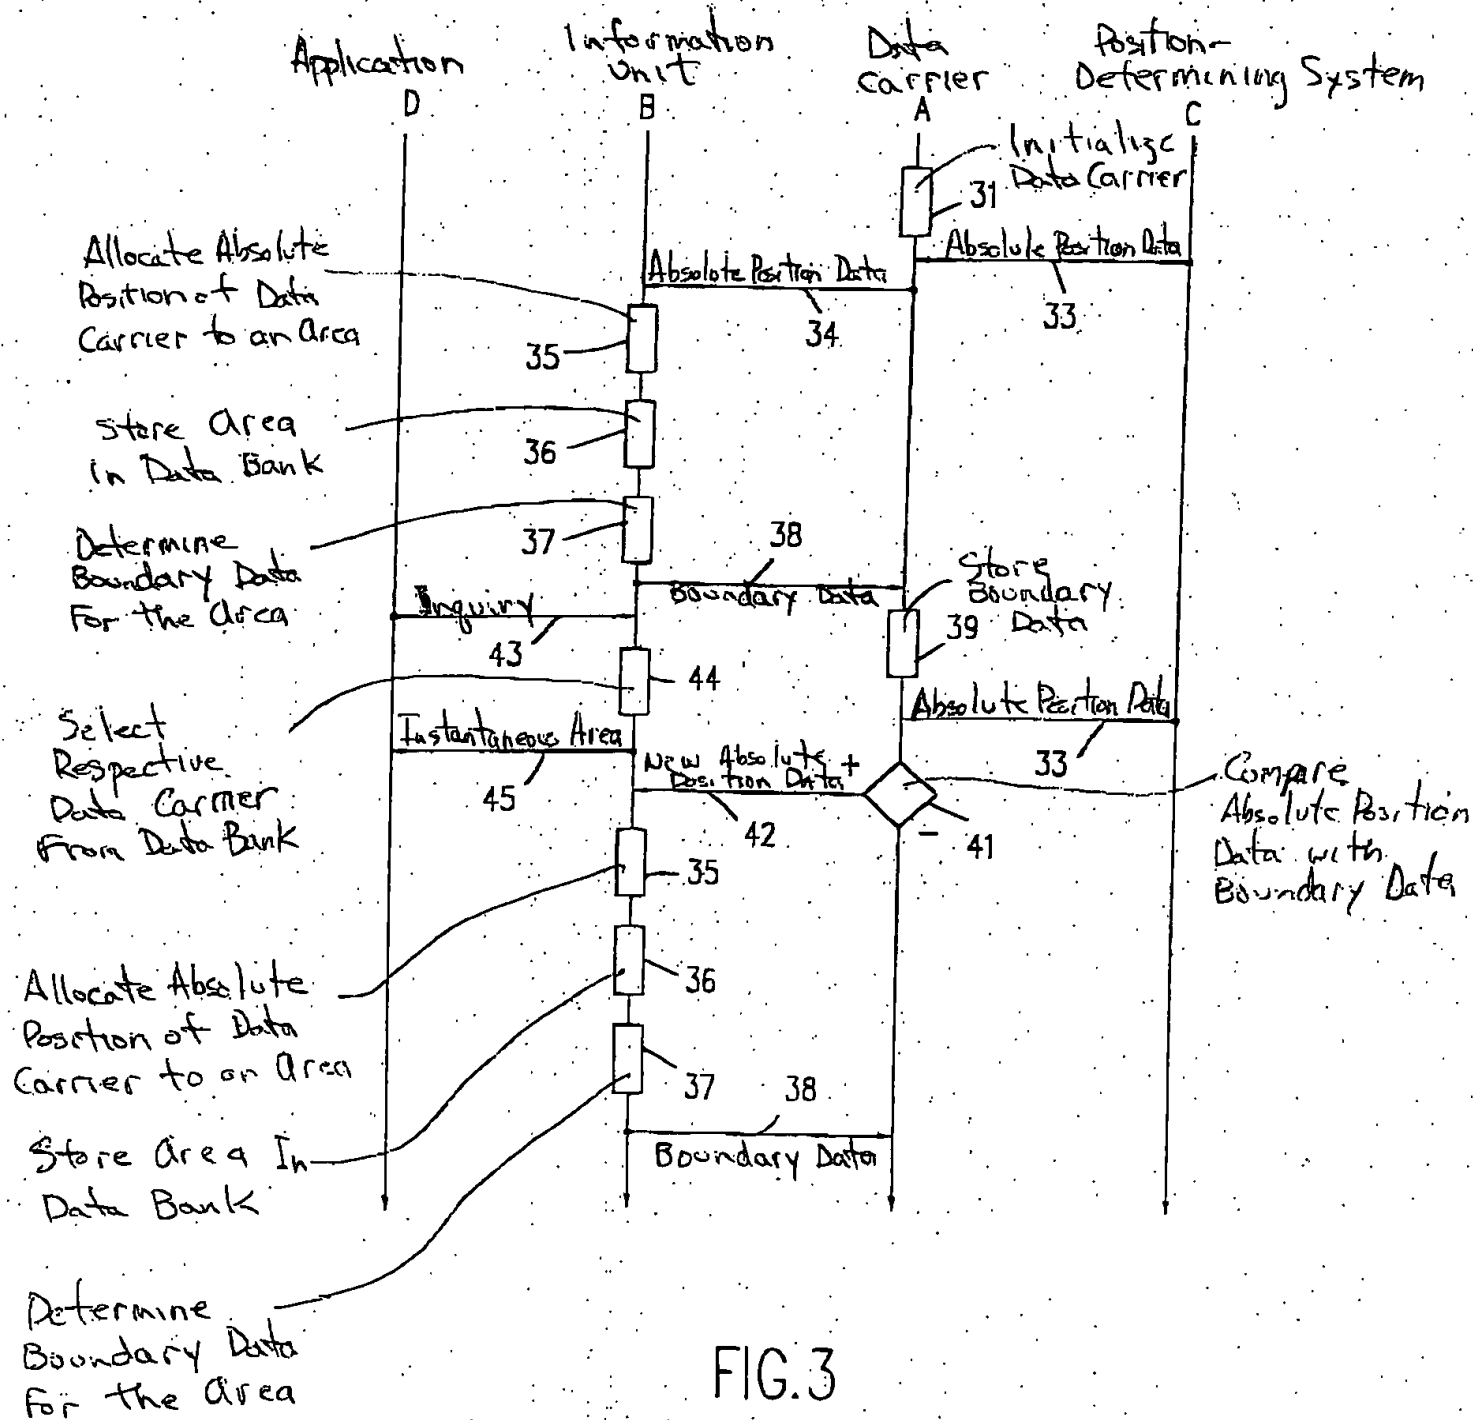 Application
D
Information
Unit
B
Data
Carrier
A
Position-
Determining System
C
Initialize
Data Carrier
31
Allocate Absolute
Position of Data
Carrier to an Area
Absolute Position Data
33
Absolute Position Data
34
35
Store Area
in Data Bank
36
Determine
Boundary Data
For the Area
37
38
Boundary Data
Store
Boundary
Data
39
Inquiry
43
44
Select
Respective
Data Carrier
From Data Bank
Absolute Position Data
33
Instantaneous Area
45
New Absolute
Position Data
+
42
-
41
Compare
Absolute Position
Data with
Boundary Data
35
Allocate Absolute
Position of Data
Carrier to an Area
36
37
38
Boundary Data
Store Area In
Data Bank
Determine
Boundary Data
For the Area
FIG.3